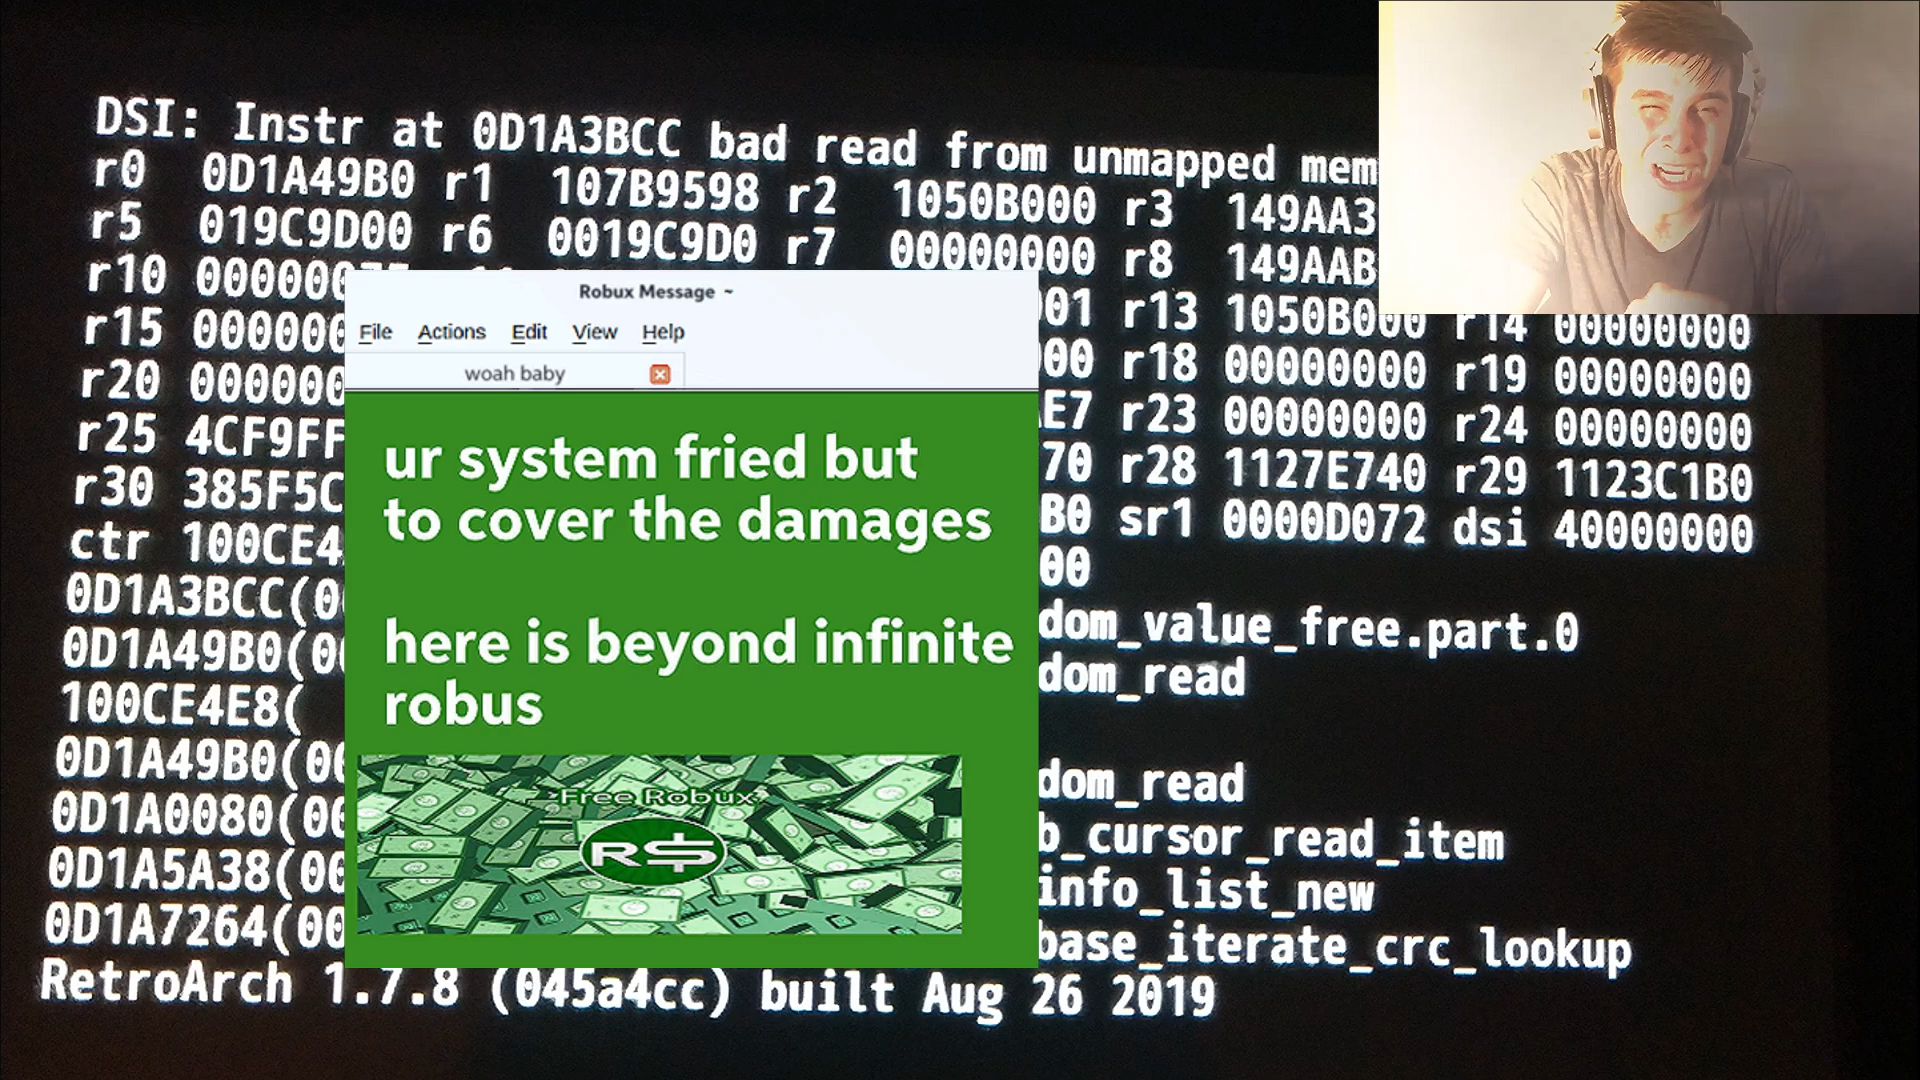 DSI: Instr at 0D1A3BCC bad read from unmapped mem
r0 0D1A49B0 r1 107B9598 r2 1050B000 r3 149AA3
r5 019C9D00 r6 0019C9D0 r7 00000000 r8 149AAB
r10 r13 1050B000 r14 00000000
r15 r18 00000000 r19 00000000
r20 r23 00000000 r24 00000000
r25 4CF9FF 70 r28 1127E740 r29 1123C1B0
r30 385F5C B0 sr1 0000D072 dsi 40000000
ctr 100CE4 00
0D1A3BCC( dom_value_free.part.0
0D1A49B0( dom_read
100CE4E8(
0D1A49B0( dom_read
0D1A0080( b_cursor_read_item
0D1A5A38( info_list_new
0D1A7264( base_iterate_crc_lookup
RetroArch 1.7.8 (045a4cc) built Aug 26 2019
Robux Message ~
File Actions Edit View Help
woah baby
ur system fried but
to cover the damages
here is beyond infinite
robus
Free Robux
R$